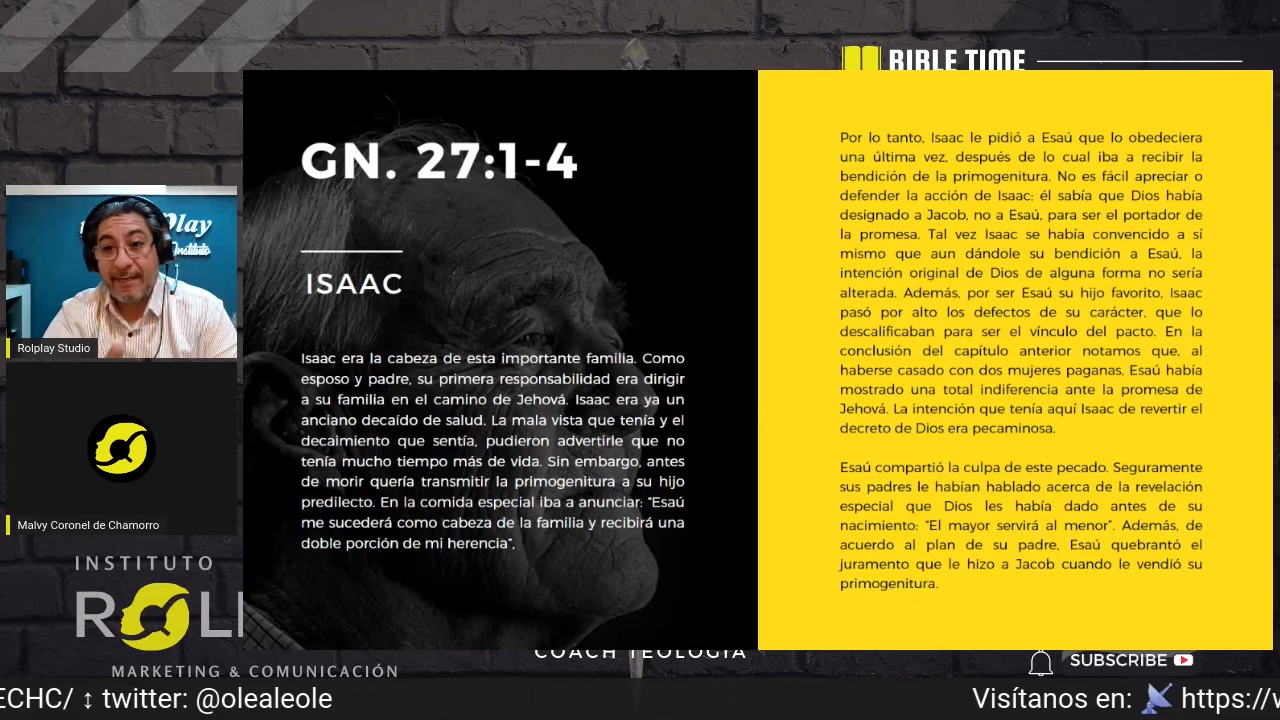 BIBLE TIME
GN. 27:1-4
ISAAC
Isaac era la cabeza de esta importante familia. Como
esposo y padre, su primera responsabilidad era dirigir
a su familia en el camino de Jehová. Isaac era ya un
anciano decaído de salud. La mala vista que tenía y el
decaimiento que sentía, pudieron advertirle que no
tenía mucho tiempo más de vida. Sin embargo, antes
de morir quería transmitir la primogenitura a su hijo
predilecto. En la comida especial iba a anunciar: “Esaú
me sucederá como cabeza de la familia y recibirá una
doble porción de mi herencia”,
Por lo tanto, Isaac le pidió a Esaú que lo obedeciera
una última vez, después de lo cual iba a recibir la
bendición de la primogenitura. No es fácil apreciar o
defender la acción de Isaac; él sabía que Dios había
designado a Jacob, no a Esaú, para ser el portador de
la promesa. Tal vez Isaac se había convencido a sí
mismo que aun dándole su bendición a Esaú, la
intención original de Dios de alguna forma no sería
alterada. Además, por ser Esaú su hijo favorito, Isaac
pasó por alto los defectos de su carácter, que lo
descalificaban para ser el vínculo del pacto. En la
conclusión del capítulo anterior notamos que, al
haberse casado con dos mujeres paganas, Esaú había
mostrado una total indiferencia ante la promesa de
Jehová. La intención que tenía aquí Isaac de revertir el
decreto de Dios era pecaminosa.
Esaú compartió la culpa de este pecado. Seguramente
sus padres le habían hablado acerca de la revelación
especial que Dios les había dado antes de su
nacimiento: “El mayor servirá al menor”. Además, de
acuerdo al plan de su padre, Esaú quebrantó el
juramento que le hizo a Jacob cuando le vendió su
primogenitura.
Play
Instituto
Rolplay Studio
Malvy Coronel de Chamorro
INSTITUTO
ROL
MARKETING & COMUNICACIÓN
COACH TEOLOGÍA
SUBSCRIBE
ECHC/ ↕ twitter: @olealeole
Visítanos en: 📡 https://w